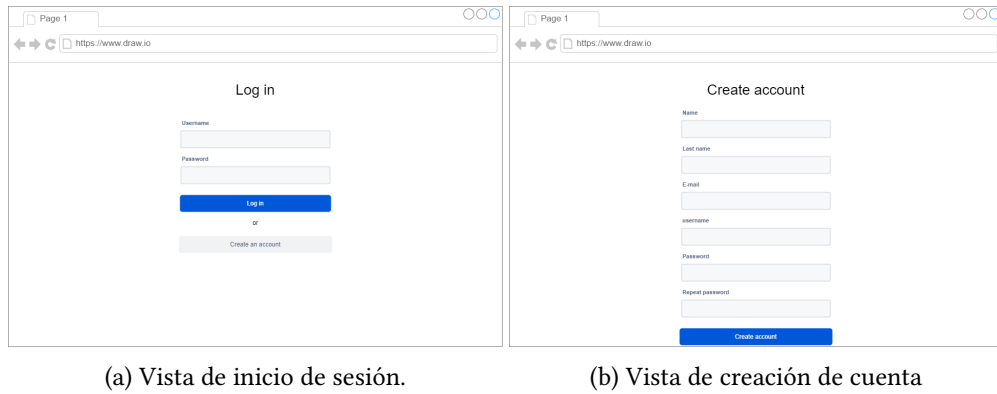 Page 1
https://www.draw.io
Log in
Username
Password
Log in
or
Create an account
(a) Vista de inicio de sesión.
Page 1
https://www.draw.io
Create account
Name
Last name
E-mail
username
Password
Repeat password
Create account
(b) Vista de creación de cuenta